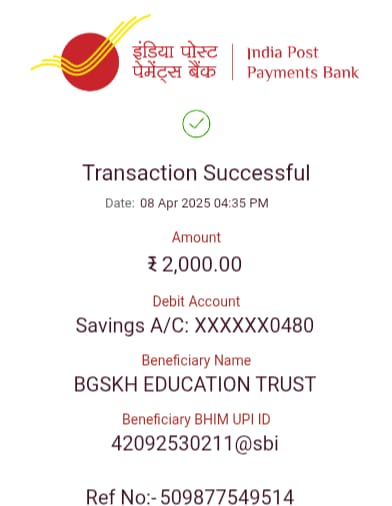 इंडिया पोस्ट
पेमेंट्स बैंक
India Post
Payments Bank
Transaction Successful
Date: 08 Apr 2025 04:35 PM
Amount
₹ 2,000.00
Debit Account
Savings A/C: XXXXXX0480
Beneficiary Name
BGSKH EDUCATION TRUST
Beneficiary BHIM UPI ID
42092530211@sbi
Ref No:- 509877549514